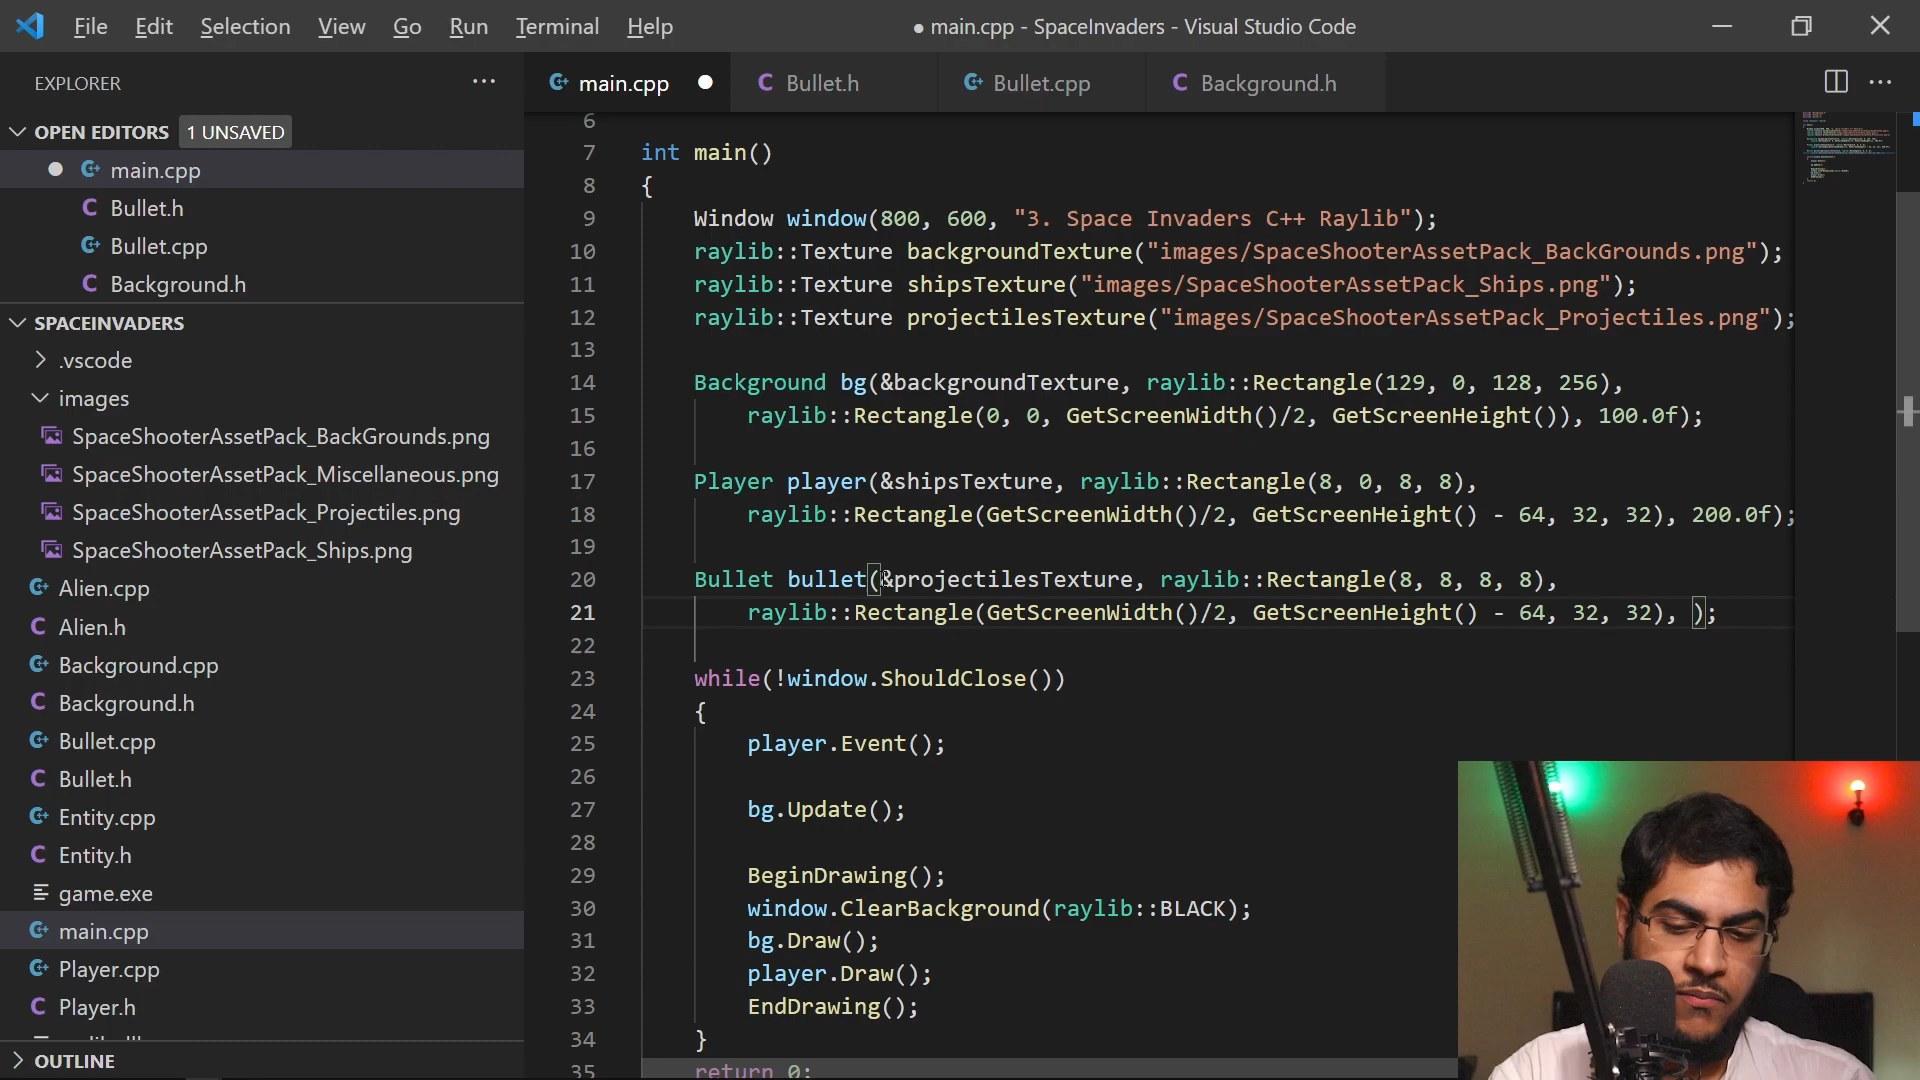 File Edit Selection View Go Run Terminal Help
● main.cpp - SpaceInvaders - Visual Studio Code
EXPLORER
main.cpp
Bullet.h
Bullet.cpp
Background.h
OPEN EDITORS 1 UNSAVED
main.cpp
Bullet.h
Bullet.cpp
Background.h
SPACEINVADERS
.vscode
images
SpaceShooterAssetPack_BackGrounds.png
SpaceShooterAssetPack_Miscellaneous.png
SpaceShooterAssetPack_Projectiles.png
SpaceShooterAssetPack_Ships.png
Alien.cpp
Alien.h
Background.cpp
Background.h
Bullet.cpp
Bullet.h
Entity.cpp
Entity.h
game.exe
main.cpp
Player.cpp
Player.h
OUTLINE
6
7 int main()
8 {
9 Window window(800, 600, "3. Space Invaders C++ Raylib");
10 raylib::Texture backgroundTexture("images/SpaceShooterAssetPack_BackGrounds.png");
11 raylib::Texture shipsTexture("images/SpaceShooterAssetPack_Ships.png");
12 raylib::Texture projectilesTexture("images/SpaceShooterAssetPack_Projectiles.png");
13
14 Background bg(&backgroundTexture, raylib::Rectangle(129, 0, 128, 256),
15 raylib::Rectangle(0, 0, GetScreenWidth()/2, GetScreenHeight()), 100.0f);
16
17 Player player(&shipsTexture, raylib::Rectangle(8, 0, 8, 8),
18 raylib::Rectangle(GetScreenWidth()/2, GetScreenHeight() - 64, 32, 32), 200.0f);
19
20 Bullet bullet(&projectilesTexture, raylib::Rectangle(8, 8, 8, 8),
21 raylib::Rectangle(GetScreenWidth()/2, GetScreenHeight() - 64, 32, 32), );
22
23 while(!window.ShouldClose())
24 {
25 player.Event();
26
27 bg.Update();
28
29 BeginDrawing();
30 window.ClearBackground(raylib::BLACK);
31 bg.Draw();
32 player.Draw();
33 EndDrawing();
34 }
35 return 0;